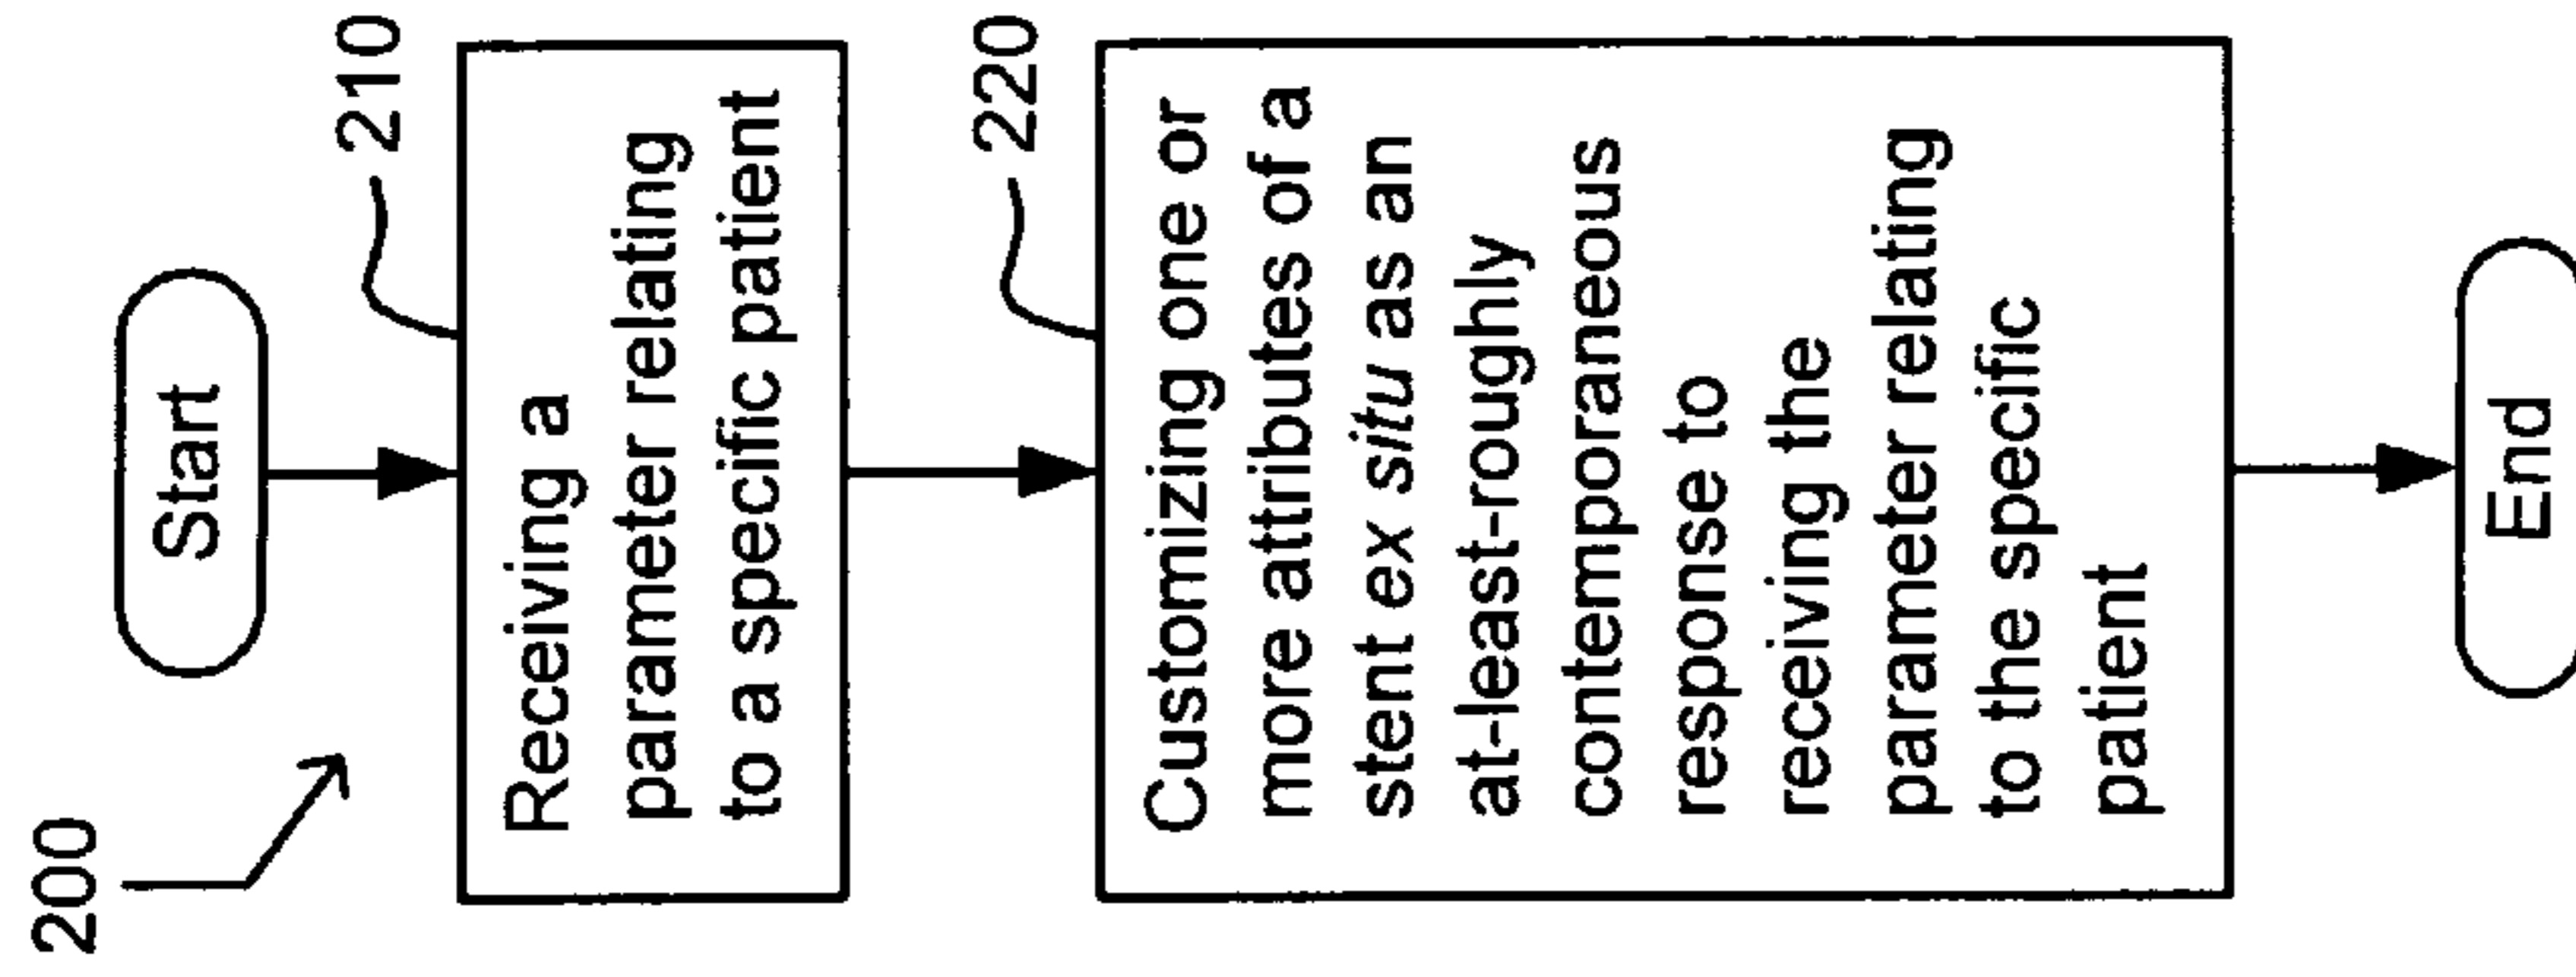 200
Start
210
Receiving a
parameter relating
to a specific patient
220
Customizing one or
more attributes of a
stent ex situ as an
at-least-roughly
contemporaneous
response to
receiving the
parameter relating
to the specific
patient
End